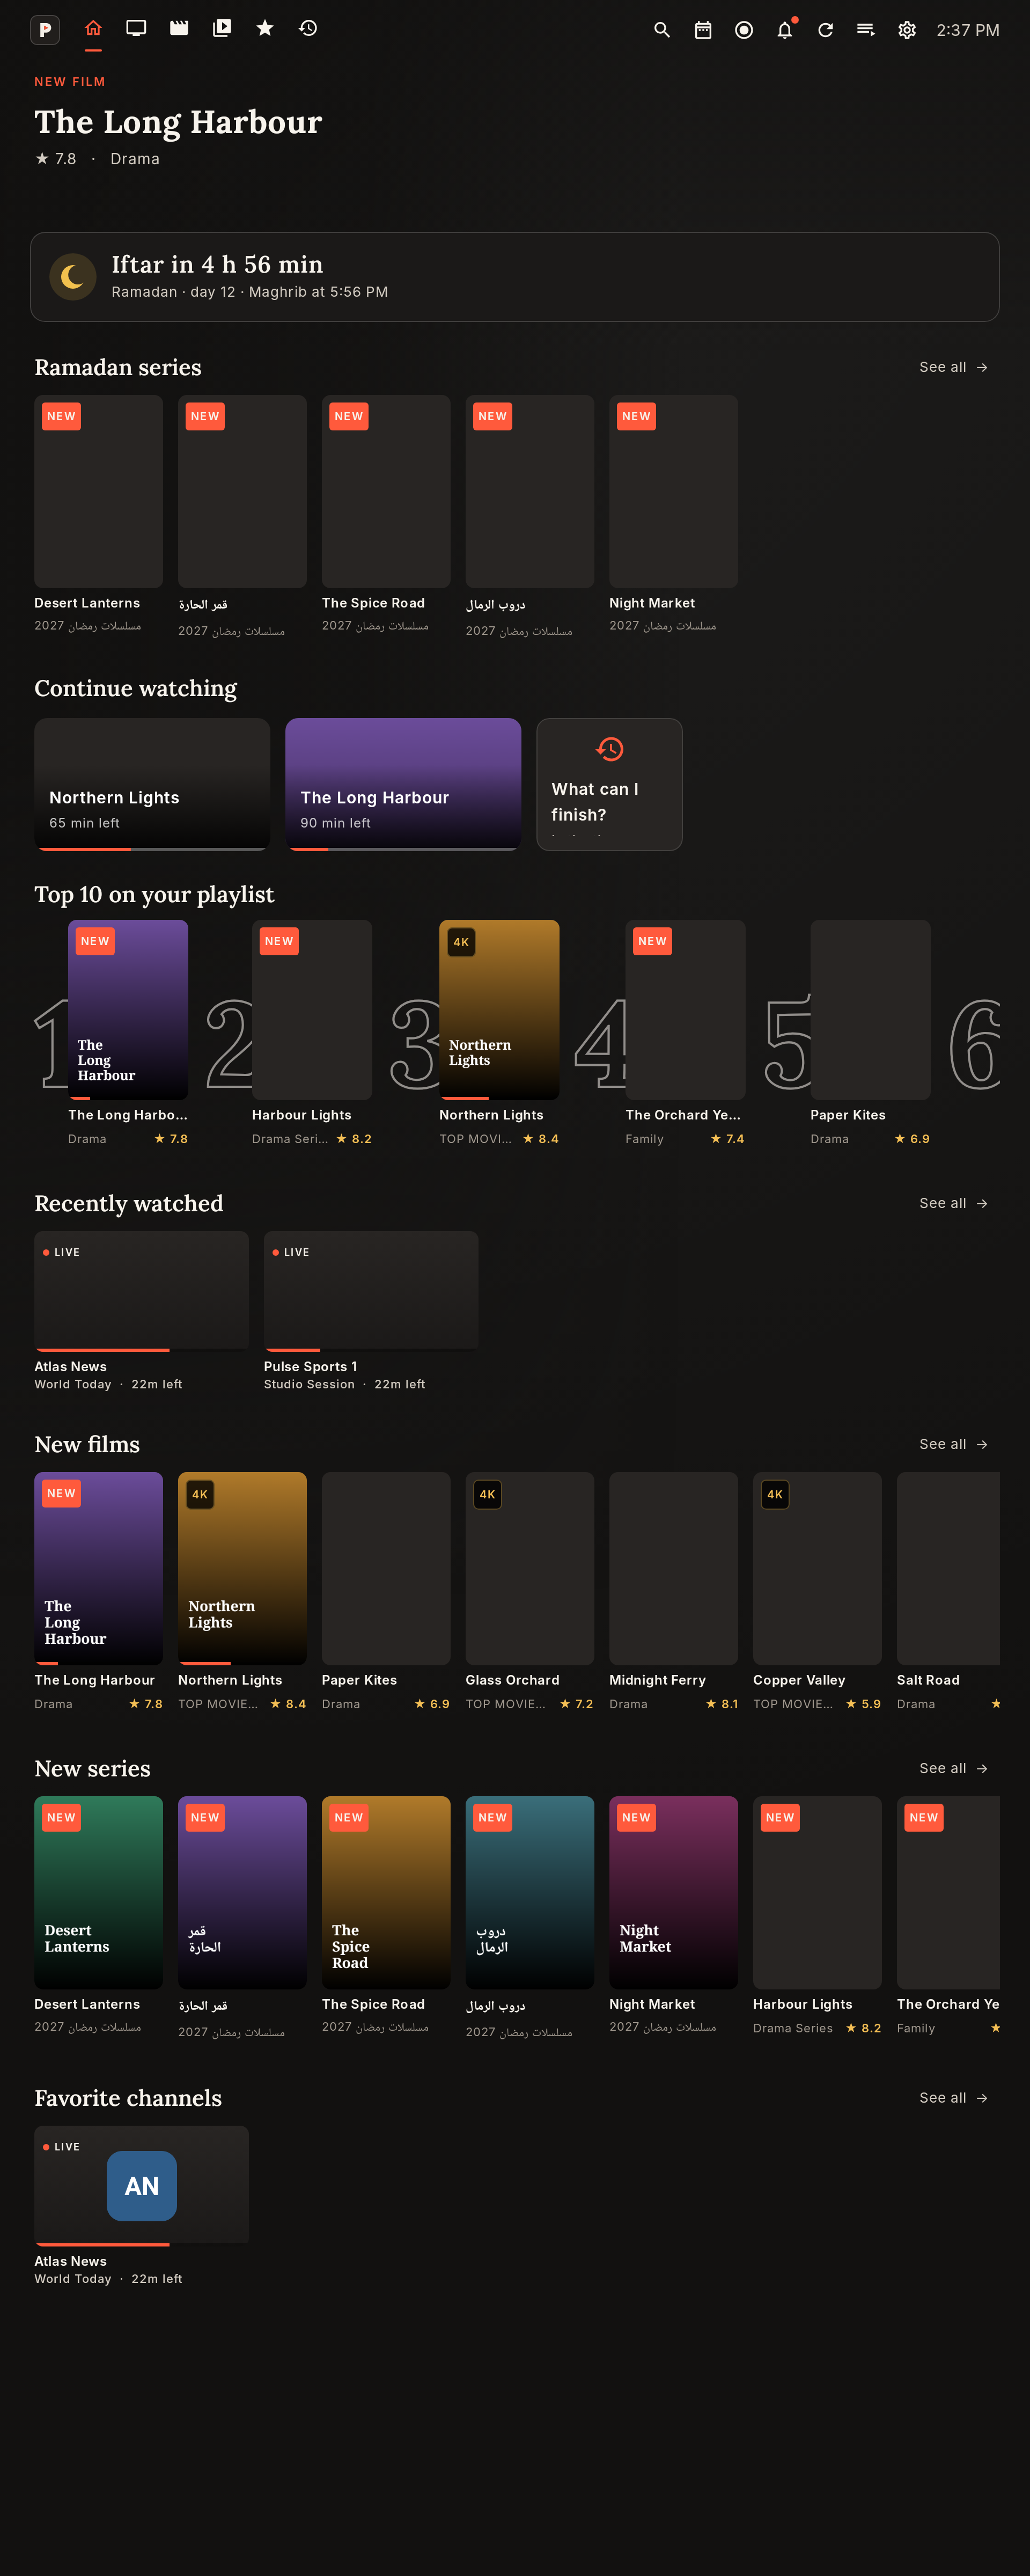 P
2:37 PM
NEW FILM
The Long Harbour
★ 7.8 · Drama
Iftar in 4 h 56 min
Ramadan · day 12 · Maghrib at 5:56 PM
Ramadan series
See all →
NEW
NEW
NEW
NEW
NEW
Desert Lanterns
قمر الحارة
The Spice Road
دروب الرمال
Night Market
مسلسلات رمضان 2027
مسلسلات رمضان 2027
مسلسلات رمضان 2027
مسلسلات رمضان 2027
مسلسلات رمضان 2027
Continue watching
Northern Lights
65 min left
The Long Harbour
90 min left
What can I
finish?
Top 10 on your playlist
1
NEW
The
Long
Harbour
The Long Harbo...
Drama ★ 7.8
2
NEW
Harbour Lights
Drama Seri... ★ 8.2
3
4K
Northern
Lights
Northern Lights
TOP MOVI... ★ 8.4
4
NEW
The Orchard Ye...
Family ★ 7.4
5
Paper Kites
Drama ★ 6.9
6
Recently watched
See all →
LIVE
Atlas News
World Today · 22m left
LIVE
Pulse Sports 1
Studio Session · 22m left
New films
See all →
NEW
The
Long
Harbour
The Long Harbour
Drama ★ 7.8
4K
Northern
Lights
Northern Lights
TOP MOVIE... ★ 8.4
Paper Kites
Drama ★ 6.9
4K
Glass Orchard
TOP MOVIE... ★ 7.2
Midnight Ferry
Drama ★ 8.1
4K
Copper Valley
TOP MOVIE... ★ 5.9
Salt Road
Drama ★
New series
See all →
NEW
Desert
Lanterns
Desert Lanterns
مسلسلات رمضان 2027
NEW
قمر
الحارة
قمر الحارة
مسلسلات رمضان 2027
NEW
The
Spice
Road
The Spice Road
مسلسلات رمضان 2027
NEW
دروب
الرمال
دروب الرمال
مسلسلات رمضان 2027
NEW
Night
Market
Night Market
مسلسلات رمضان 2027
NEW
Harbour Lights
Drama Series ★ 8.2
NEW
The Orchard Ye
Family ★
Favorite channels
See all →
LIVE
AN
Atlas News
World Today · 22m left